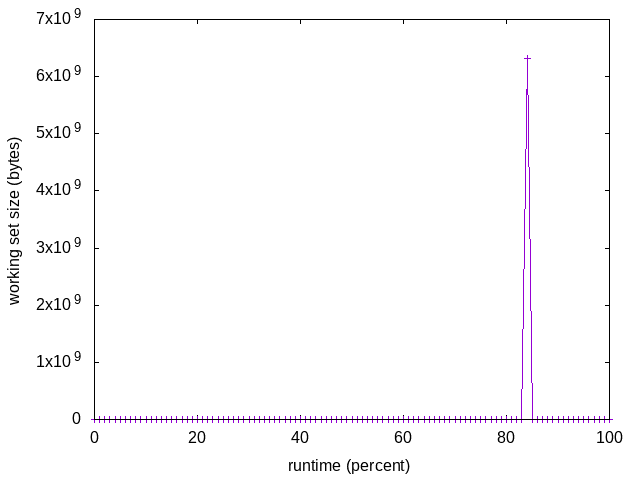 7x10^9
6x10^9
5x10^9
4x10^9
3x10^9
2x10^9
1x10^9
0
working set size (bytes)
0 20 40 60 80 100
runtime (percent)